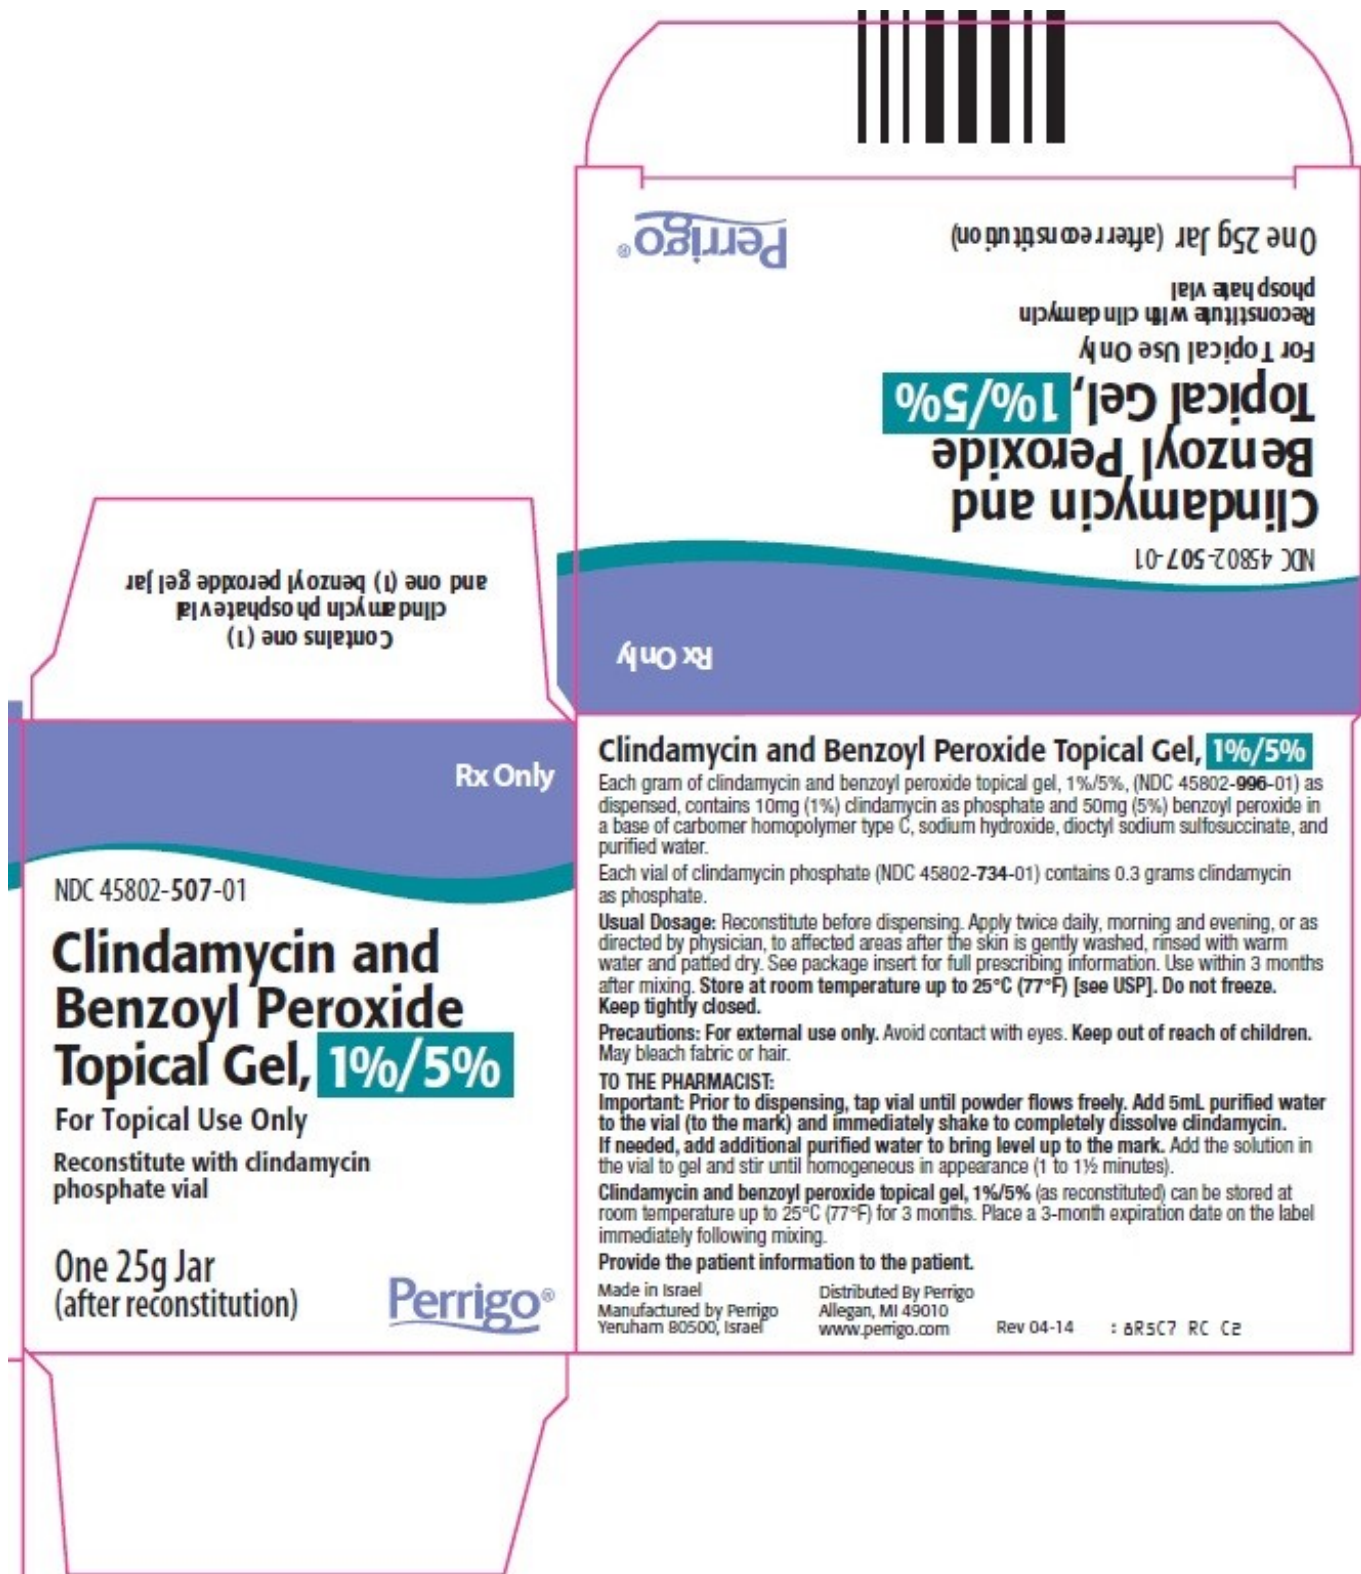 Perrigo®
One 25g Jar (after reconstitution)
Reconstitute with clindamycin
phosphate vial
For Topical Use Only
Clindamycin and
Benzoyl Peroxide
Topical Gel, 1%/5%
NDC 45802-507-01
Rx Only
Contains one (1)
clindamycin phosphate vial
and one (1) benzoyl peroxide gel jar
Rx Only
NDC 45802-507-01
Clindamycin and
Benzoyl Peroxide
Topical Gel, 1%/5%
For Topical Use Only
Reconstitute with clindamycin
phosphate vial
One 25g Jar
(after reconstitution)
Perrigo®
Clindamycin and Benzoyl Peroxide Topical Gel, 1%/5%
Each gram of clindamycin and benzoyl peroxide topical gel, 1%/5%, (NDC 45802-996-01) as
dispensed, contains 10mg (1%) clindamycin as phosphate and 50mg (5%) benzoyl peroxide in
a base of carbomer homopolymer type C, sodium hydroxide, dioctyl sodium sulfosuccinate, and
purified water.
Each vial of clindamycin phosphate (NDC 45802-734-01) contains 0.3 grams clindamycin
as phosphate.
Usual Dosage: Reconstitute before dispensing. Apply twice daily, morning and evening, or as
directed by physician, to affected areas after the skin is gently washed, rinsed with warm
water and patted dry. See package insert for full prescribing information. Use within 3 months
after mixing. Store at room temperature up to 25°C (77°F) [see USP]. Do not freeze.
Keep tightly closed.
Precautions: For external use only. Avoid contact with eyes. Keep out of reach of children.
May bleach fabric or hair.
TO THE PHARMACIST:
Important: Prior to dispensing, tap vial until powder flows freely. Add 5mL purified water
to the vial (to the mark) and immediately shake to completely dissolve clindamycin.
If needed, add additional purified water to bring level up to the mark. Add the solution in
the vial to gel and stir until homogeneous in appearance (1 to 1½ minutes).
Clindamycin and benzoyl peroxide topical gel, 1%/5% (as reconstituted) can be stored at
room temperature up to 25°C (77°F) for 3 months. Place a 3-month expiration date on the label
immediately following mixing.
Provide the patient information to the patient.
Made in Israel
Manufactured by Perrigo
Yeruham 80500, Israel
Distributed By Perrigo
Allegan, MI 49010
www.perrigo.com
Rev 04-14
RC C2